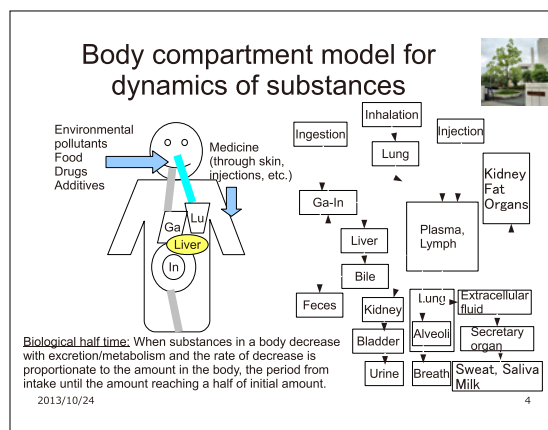 Body compartment model for
dynamics of substances
Environmental
pollutants
Food
Drugs
Additives
Medicine
(through skin,
injections, etc.)
Ga
Lu
Liver
In
Inhalation
Ingestion
Injection
Lung
Kidney
Fat
Organs
Ga-In
Plasma,
Lymph
Liver
Bile
Feces
Kidney
Lung
Extracellular
fluid
Bladder
Alveoli
Secretary
organ
Urine
Breath
Sweat, Saliva
Milk
Biological half time: When substances in a body decrease
with excretion/metabolism and the rate of decrease is
proportionate to the amount in the body, the period from
intake until the amount reaching a half of initial amount.
2013/10/24
4